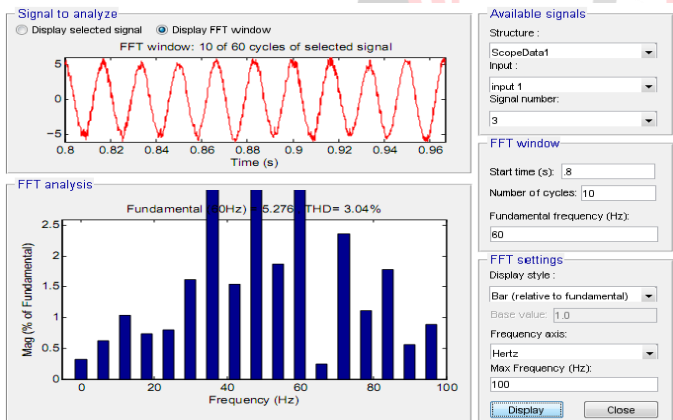 Signal to analyze
Display selected signal
Display FFT window
FFT window: 10 of 60 cycles of selected signal
5
0
−5
0.8 0.82 0.84 0.86 0.88 0.9 0.92 0.94 0.96
Time (s)
FFT analysis
Fundamental 5.276 THD= 3.04%
2.5
2
1.5
1
0.5
0
Mag (% of Fundamental)
0 20 40 60 80 100
Frequency (Hz)
Available signals
Structure :
ScopeData1
Input :
input 1
Signal number:
3
FFT window
Start time (s): .8
Number of cycles: 10
Fundamental frequency (Hz):
60
FFT settings
Display style :
Bar (relative to fundamental)
Base value: 1.0
Frequency axis:
Hertz
Max Frequency (Hz):
100
Display
Close